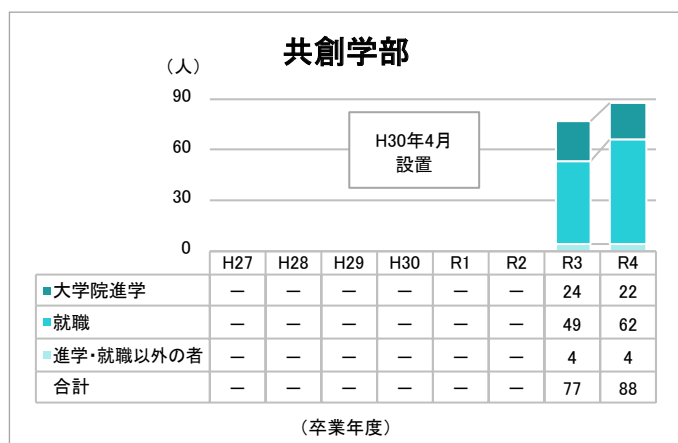 共創学部
（人）
90
60
30
0
H30年4月
設置
H27 H28 H29 H30 R1 R2 R3 R4
大学院進学 － － － － － － 24 22
就職 － － － － － － 49 62
進学・就職以外の者 － － － － － － 4 4
合計 － － － － － － 77 88
（卒業年度）